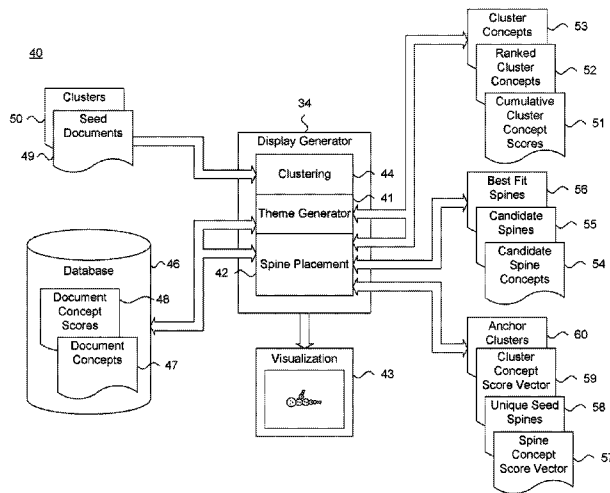 40
Clusters
50
Seed
Documents
49
34
Display Generator
Clustering
44
41
Theme Generator
Spine Placement
42
Database
46
48
Document
Concept
Scores
Document
Concepts
47
Visualization
43
Cluster
Concepts
53
Ranked
Cluster
Concepts
52
Cumulative
Cluster
Concept
Scores
51
Best Fit
Spines
56
Candidate
Spines
55
Candidate
Spine
Concepts
54
Anchor
Clusters
60
Cluster
Concept
Score Vector
59
Unique Seed
Spines
58
Spine
Concept
Score Vector
57